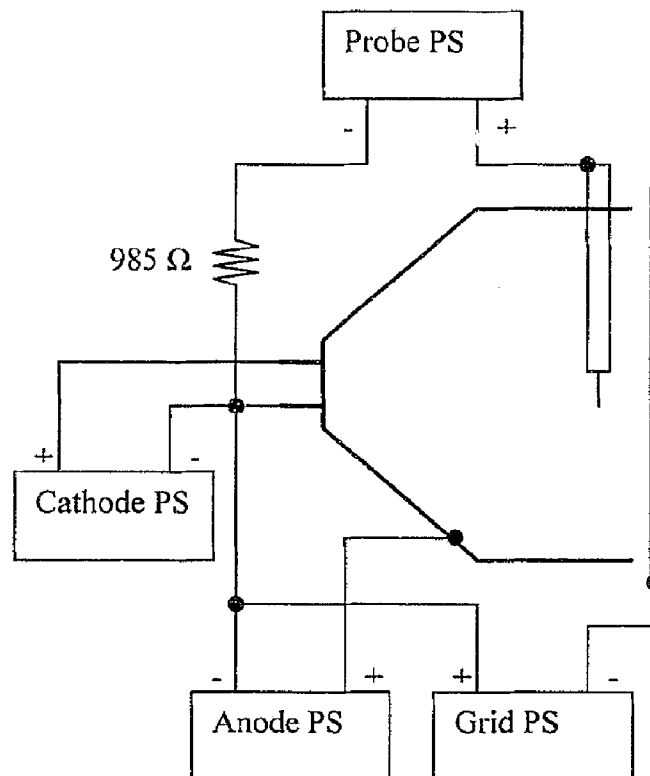 Probe PS
- +
985 Ω
+ -
Cathode PS
- + + -
Anode PS Grid PS